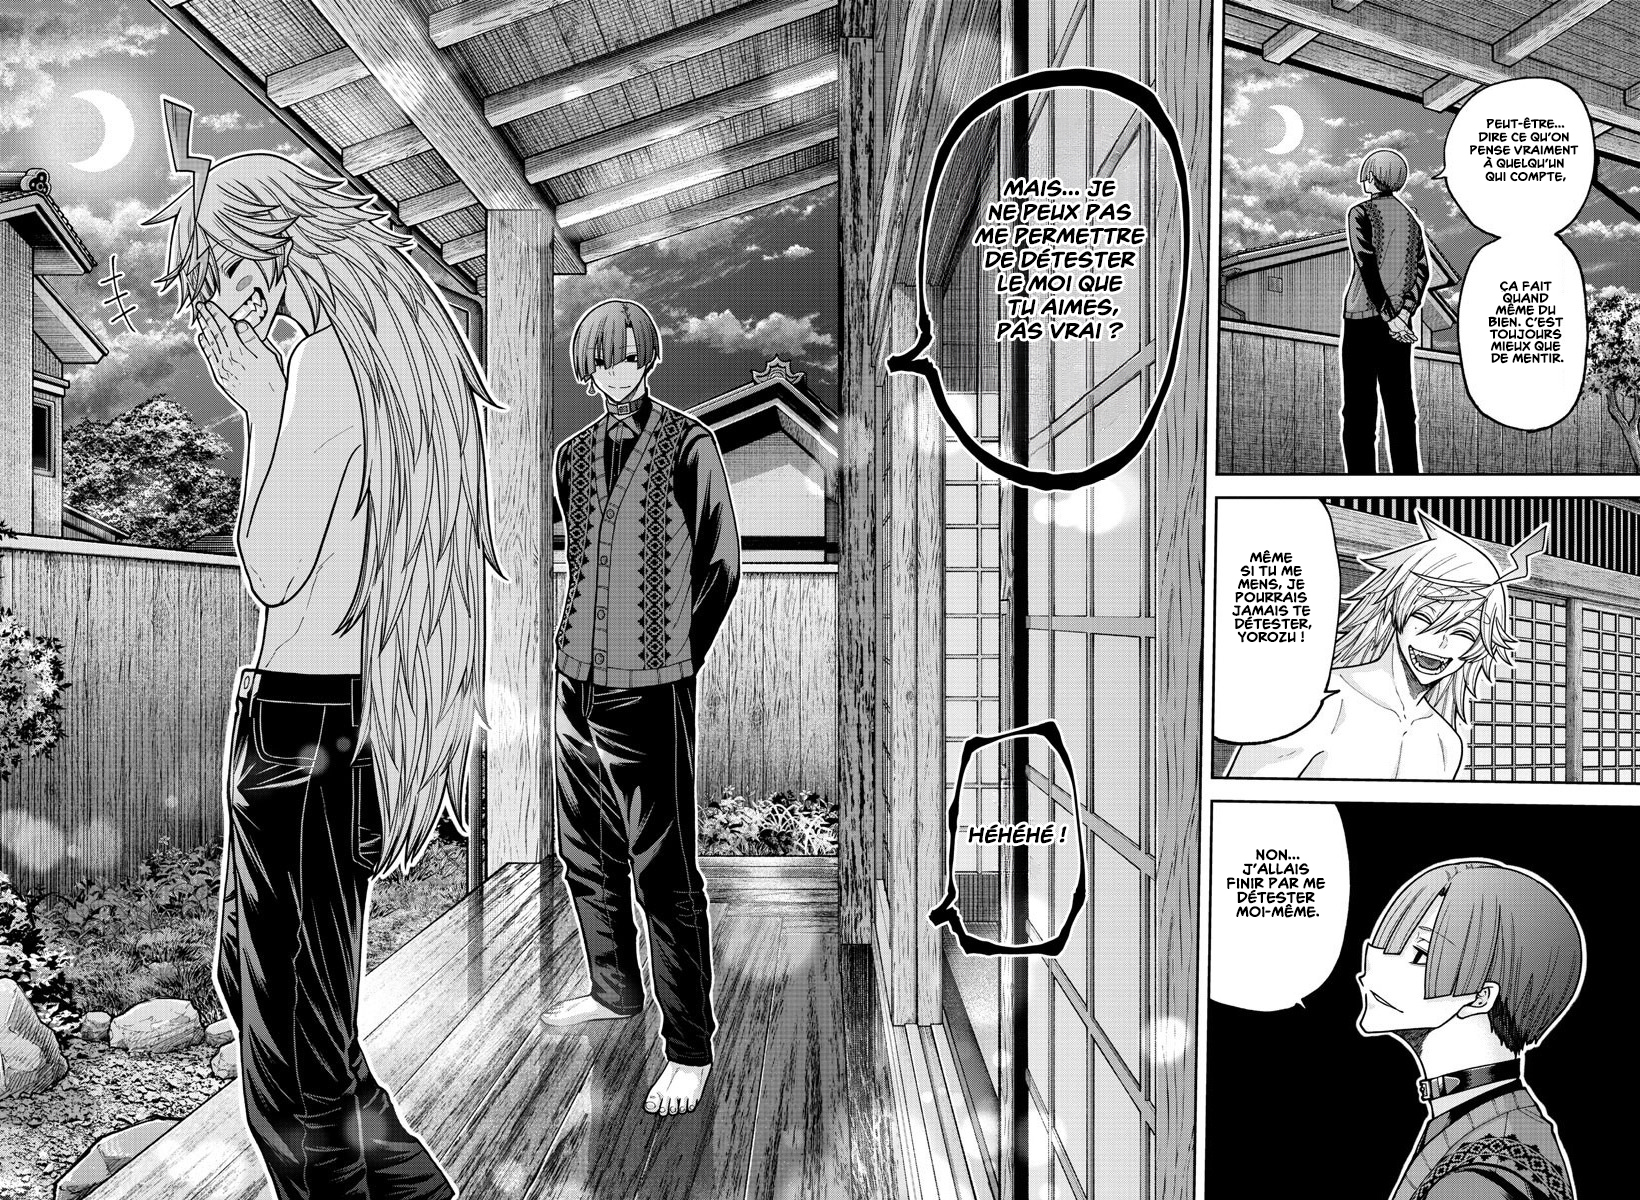 PEUT-ÊTRE...
DIRE CE QU'ON
PENSE VRAIMENT
À QUELQU'UN
QUI COMPTE,
ÇA FAIT
QUAND
MÊME DU
BIEN. C'EST
TOUJOURS
MIEUX QUE
DE MENTIR.
MÊME
SI TU ME
MENS, JE
POURRAIS
JAMAIS TE
DÉTESTER,
YOROZU !
NON...
J'ALLAIS
FINIR PAR ME
DÉTESTER
MOI-MÊME.
MAIS... JE
NE PEUX PAS
ME PERMETTRE
DE DÉTESTER
LE MOI QUE
TU AIMES,
PAS VRAI ?
HÉHÉHÉ !